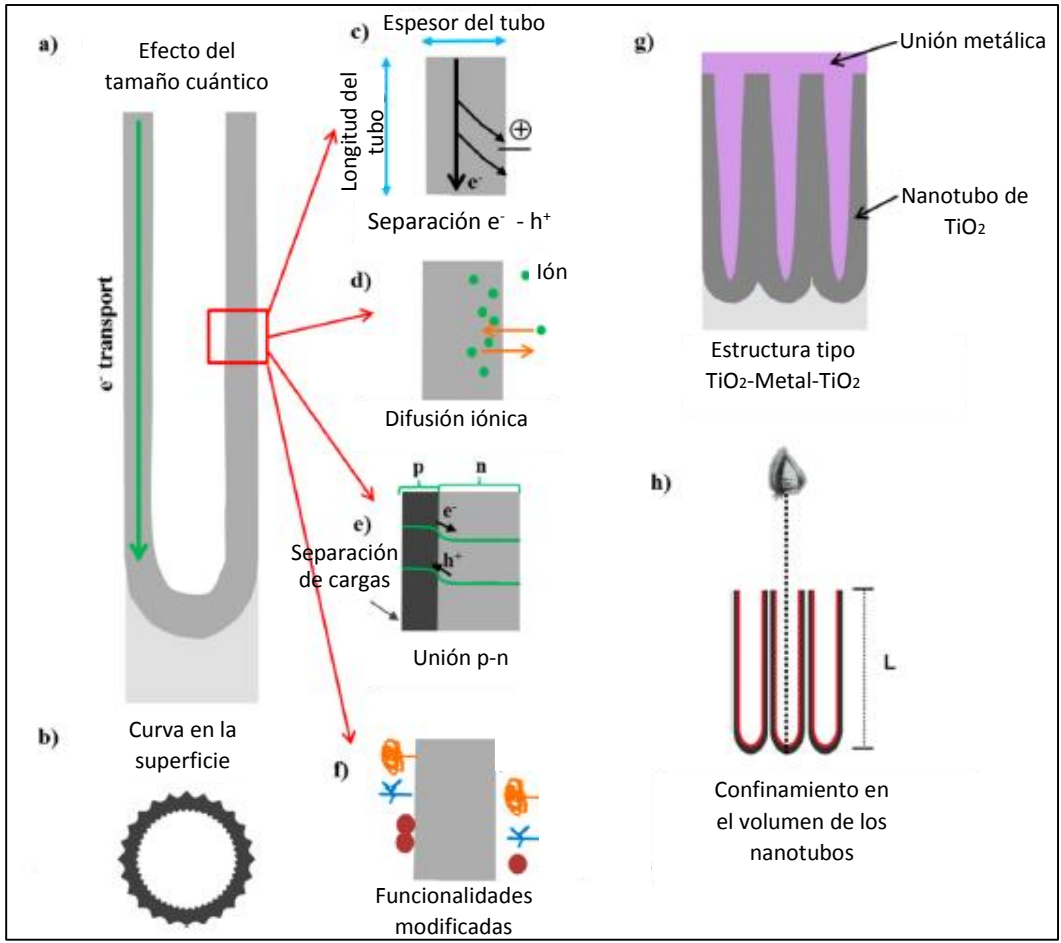 a)
Efecto del
tamaño cuántico
e⁻ transport
b)
Curva en la
superficie
c)
Espesor del tubo
Longitud del
tubo
⊕
e⁻
Separación e⁻ - h⁺
d)
Ión
Difusión iónica
e)
p n
e⁻
h⁺
Separación
de cargas
Unión p-n
f)
Funcionalidades
modificadas
g)
Unión metálica
Nanotubo de
TiO₂
Estructura tipo
TiO₂-Metal-TiO₂
h)
L
Confinamiento en
el volumen de los
nanotubos